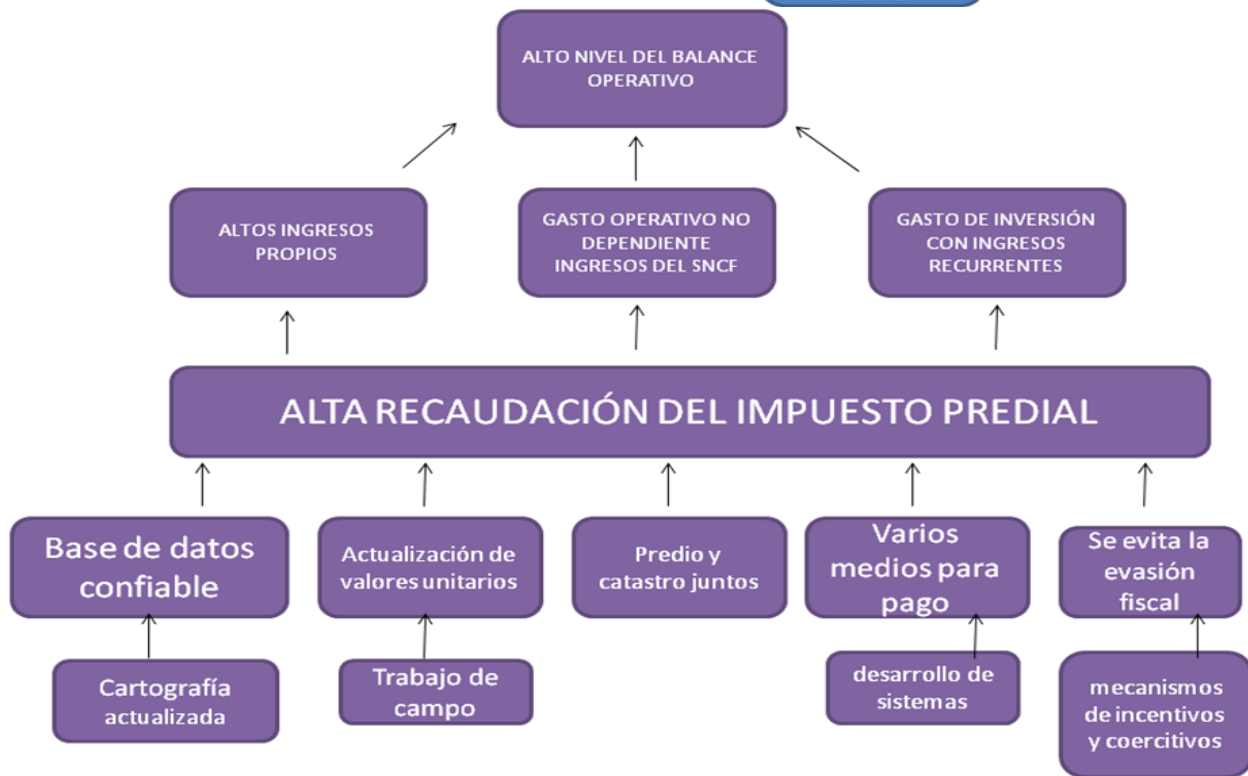 ALTO NIVEL DEL BALANCE
OPERATIVO
ALTOS INGRESOS
PROPIOS
GASTO OPERATIVO NO
DEPENDIENTE
INGRESOS DEL SNCF
GASTO DE INVERSIÓN
CON INGRESOS
RECURRENTES
ALTA RECAUDACIÓN DEL IMPUESTO PREDIAL
Base de datos
confiable
Actualización de
valores unitarios
Predio y
catastro juntos
Varios
medios para
pago
Se evita la
evasión
fiscal
Cartografía
actualizada
Trabajo de
campo
desarrollo de
sistemas
mecanismos
de incentivos
y coercitivos